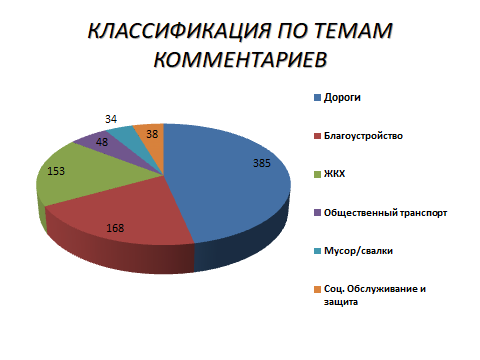 КЛАССИФИКАЦИЯ ПО ТЕМАМ
КОММЕНТАРИЕВ
34
38
48
385
153
168
Дороги
Благоустройство
ЖКХ
Общественный транспорт
Мусор/свалки
Соц. Обслуживание и
защита